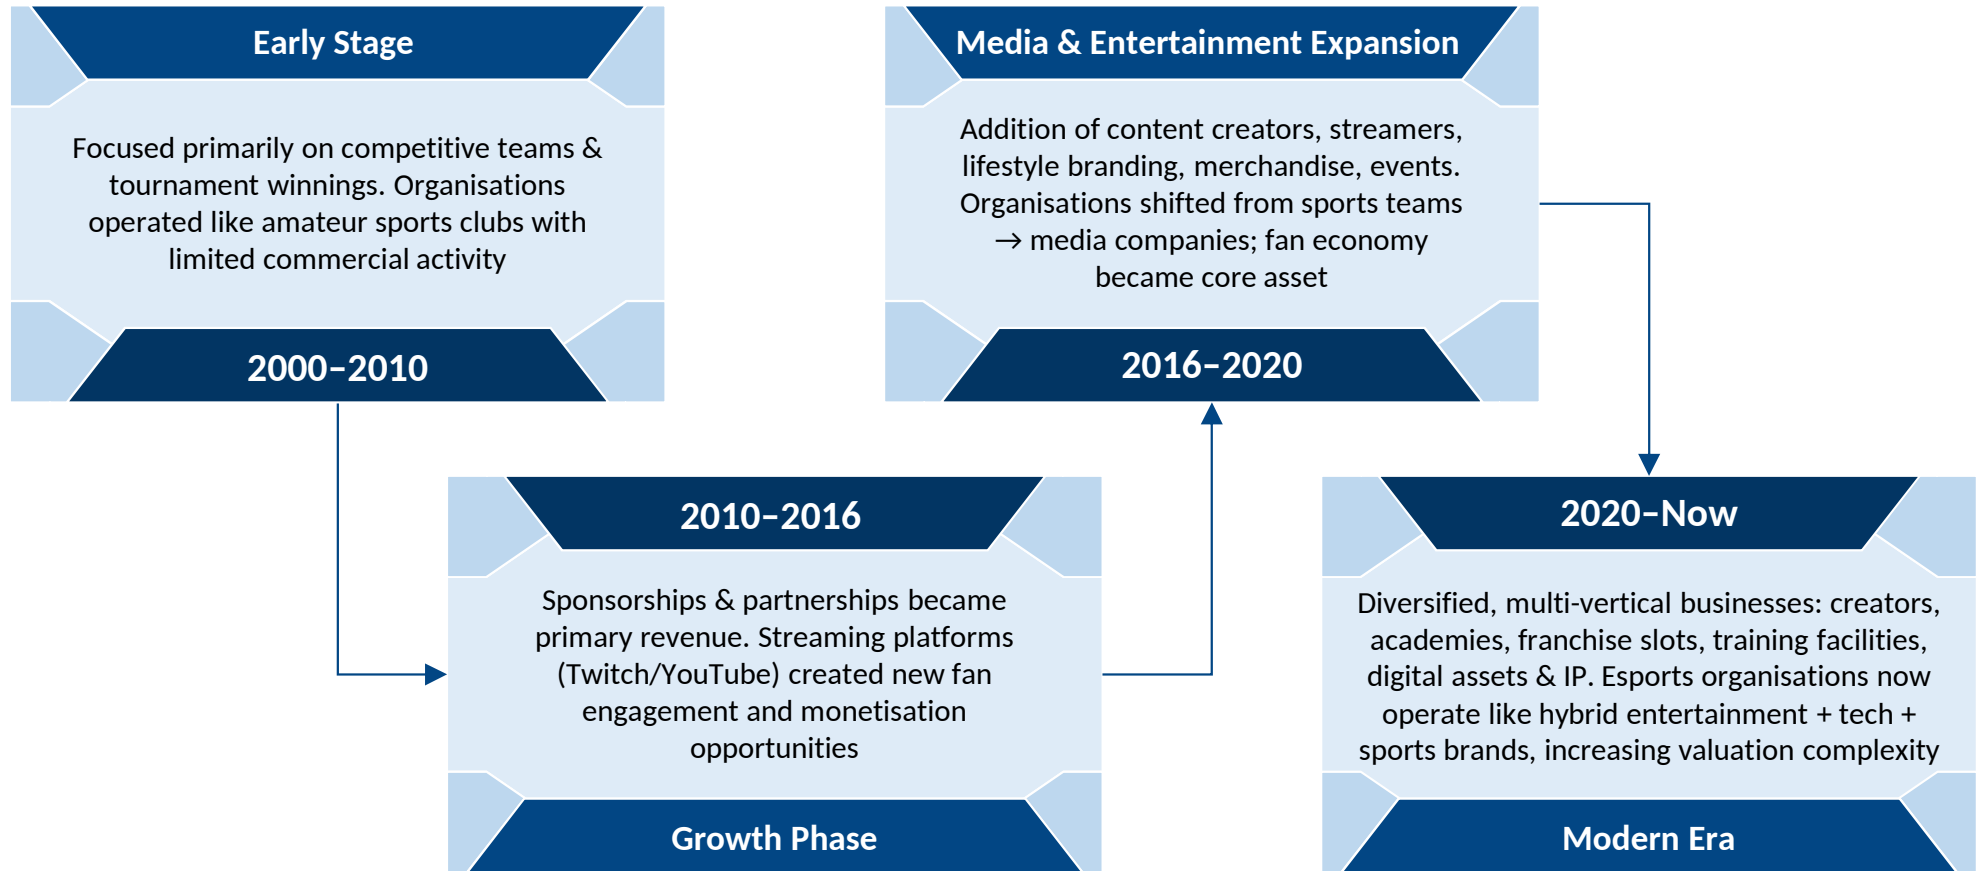 Early Stage
Focused primarily on competitive teams &
tournament winnings. Organisations
operated like amateur sports clubs with
limited commercial activity
2000–2010
2010–2016
Sponsorships & partnerships became
primary revenue. Streaming platforms
(Twitch/YouTube) created new fan
engagement and monetisation
opportunities
Growth Phase
Media & Entertainment Expansion
Addition of content creators, streamers,
lifestyle branding, merchandise, events.
Organisations shifted from sports teams
→ media companies; fan economy
became core asset
2016–2020
2020–Now
Diversified, multi-vertical businesses: creators,
academies, franchise slots, training facilities,
digital assets & IP. Esports organisations now
operate like hybrid entertainment + tech +
sports brands, increasing valuation complexity
Modern Era